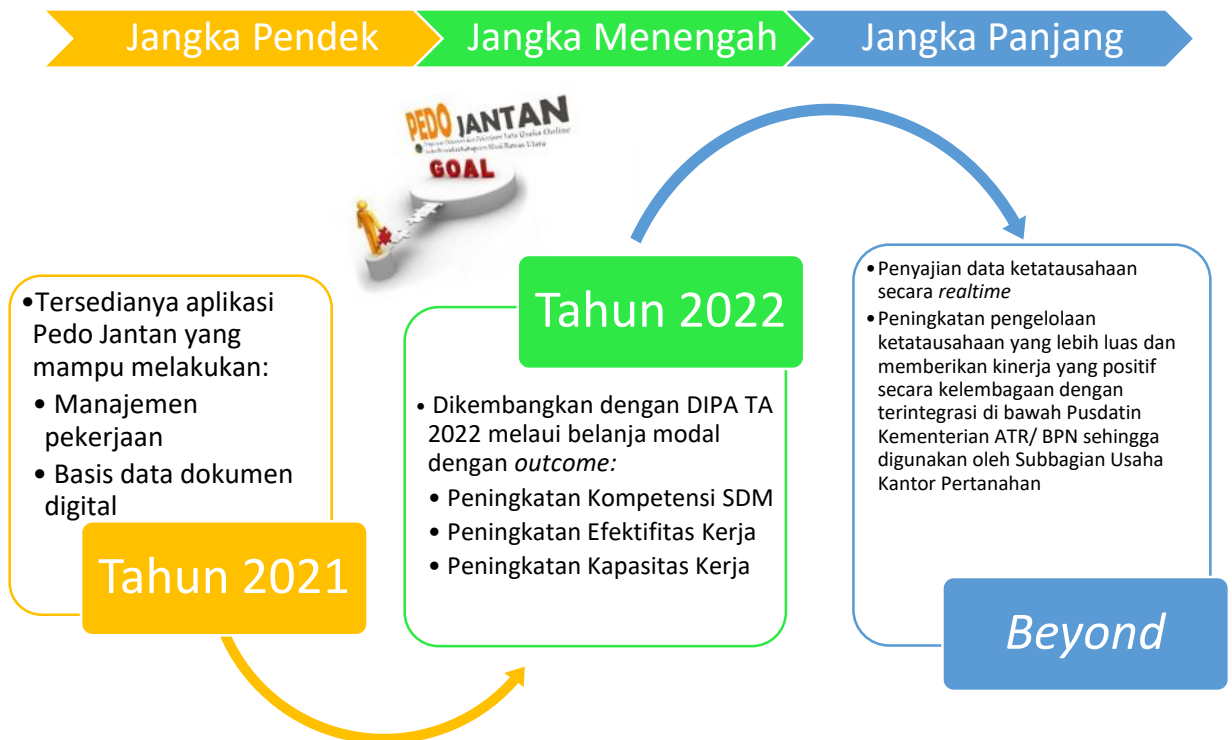 Jangka Pendek
Jangka Menengah
Jangka Panjang
PEDO JANTAN
GOAL
•Tersedianya aplikasi
Pedo Jantan yang
mampu melakukan:
• Manajemen
pekerjaan
• Basis data dokumen
digital
Tahun 2021
Tahun 2022
• Dikembangkan dengan DIPA TA
2022 melaui belanja modal
dengan outcome:
• Peningkatan Kompetensi SDM
• Peningkatan Efektifitas Kerja
• Peningkatan Kapasitas Kerja
•Penyajian data ketatausahaan
secara realtime
•Peningkatan pengelolaan
ketatausahaan yang lebih luas dan
memberikan kinerja yang positif
secara kelembagaan dengan
terintegrasi di bawah Pusdatin
Kementerian ATR/ BPN sehingga
digunakan oleh Subbagian Usaha
Kantor Pertanahan
Beyond